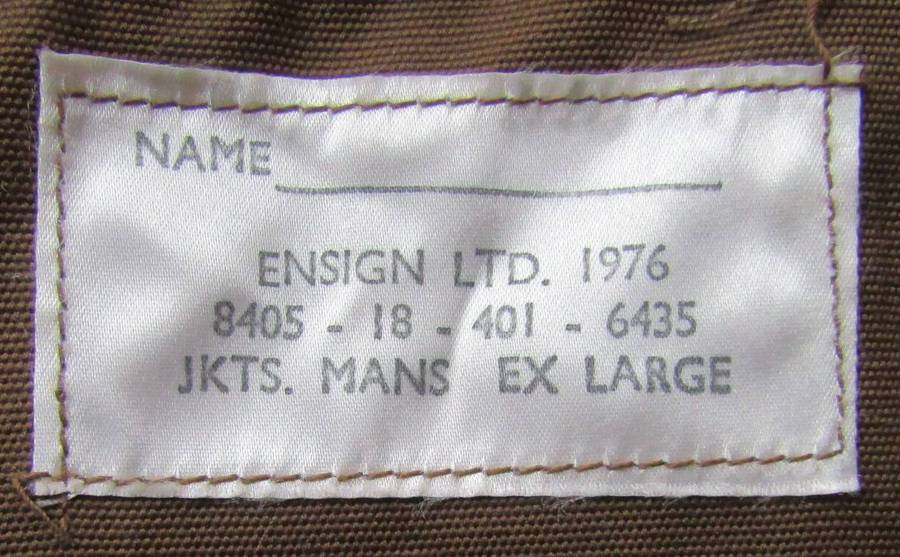 NAME
ENSIGN LTD. 1976
8405 - 18 - 401 - 6435
JKTS. MANS EX LARGE